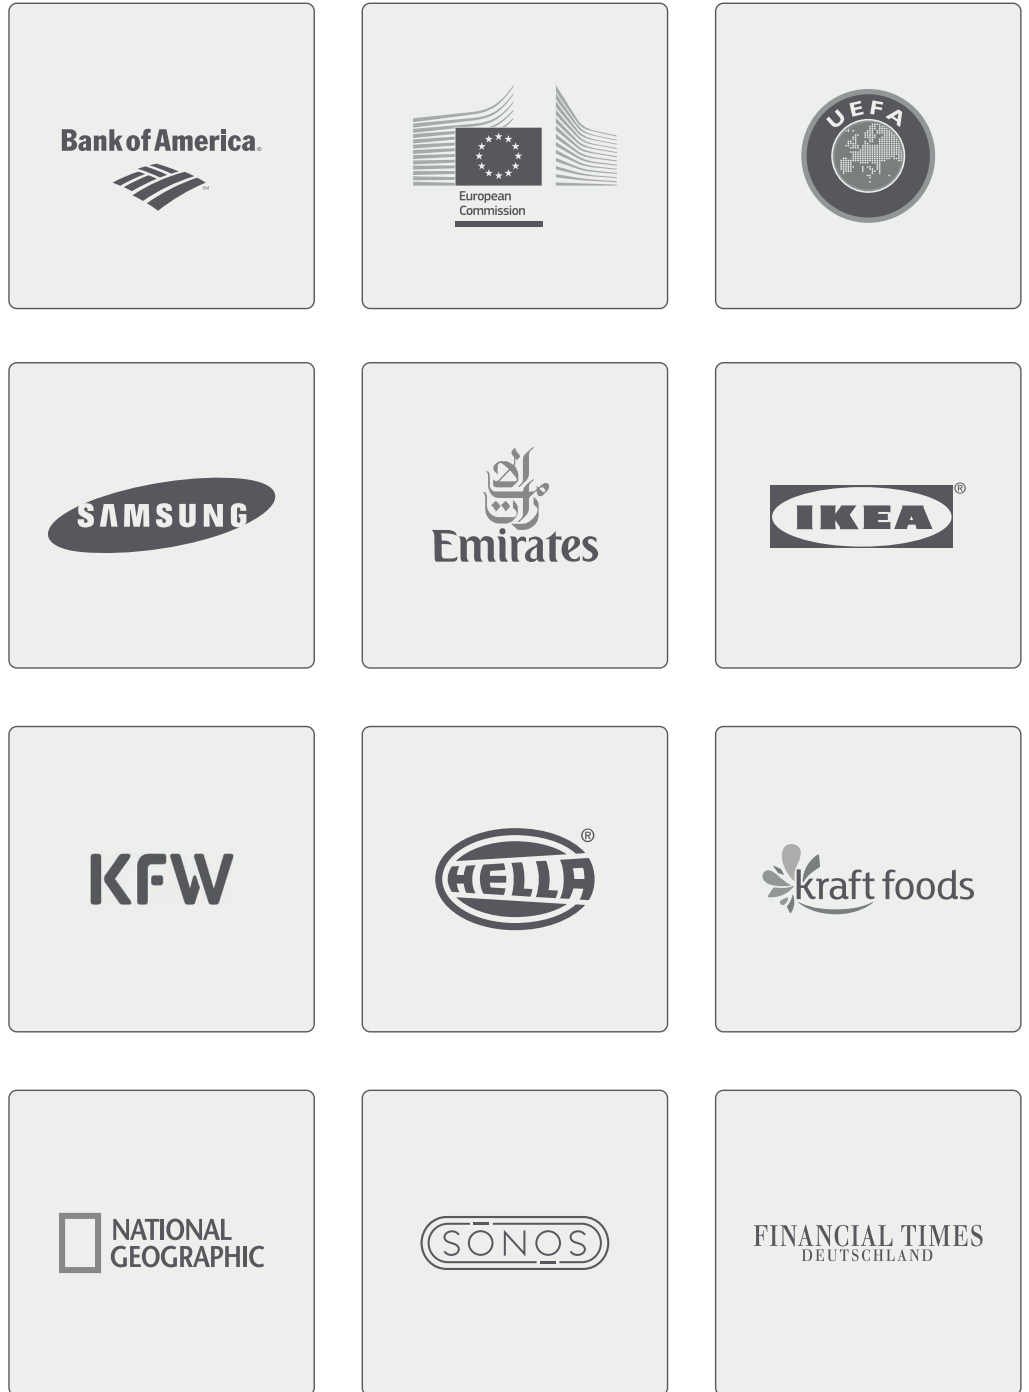 Bank of America®
SM
European
Commission
UEFA
SAMSUNG
Emirates
IKEA®
KFW
HELLA®
kraft foods
NATIONAL
GEOGRAPHIC
SONOS
FINANCIAL TIMES
DEUTSCHLAND